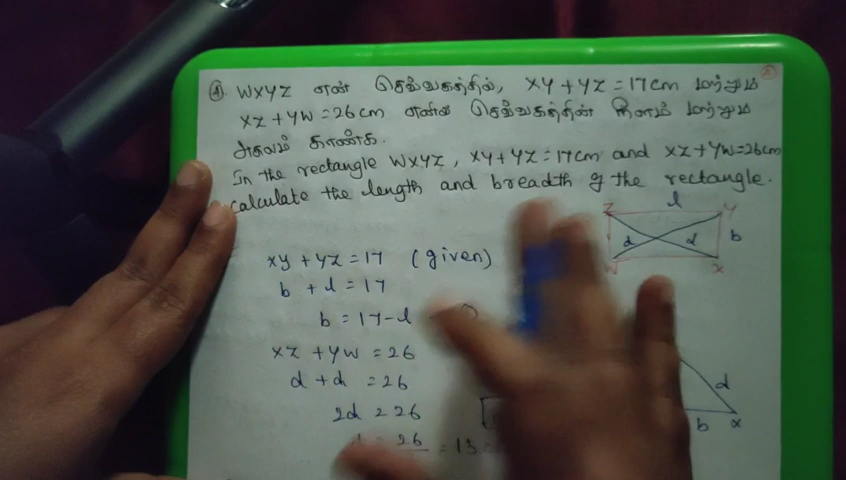 ④ WXYZ என் செவ்வகத்தில், XY + YZ = 17cm மற்றும்
XZ + YW = 26 cm எனில் செவ்வகத்தின் நீளம் மற்றும்
அகலம் காண்க.
In the rectangle WXYZ, XY + YZ = 17cm and XZ + YW = 26cm
calculate the length and breadth of the rectangle.
Z l Y
d d b
W X
xy + yz = 17 (given)
b + l = 17
b = 17 - l
xz + yw = 26
d + d = 26
2d = 26
26
= 13
d
b x